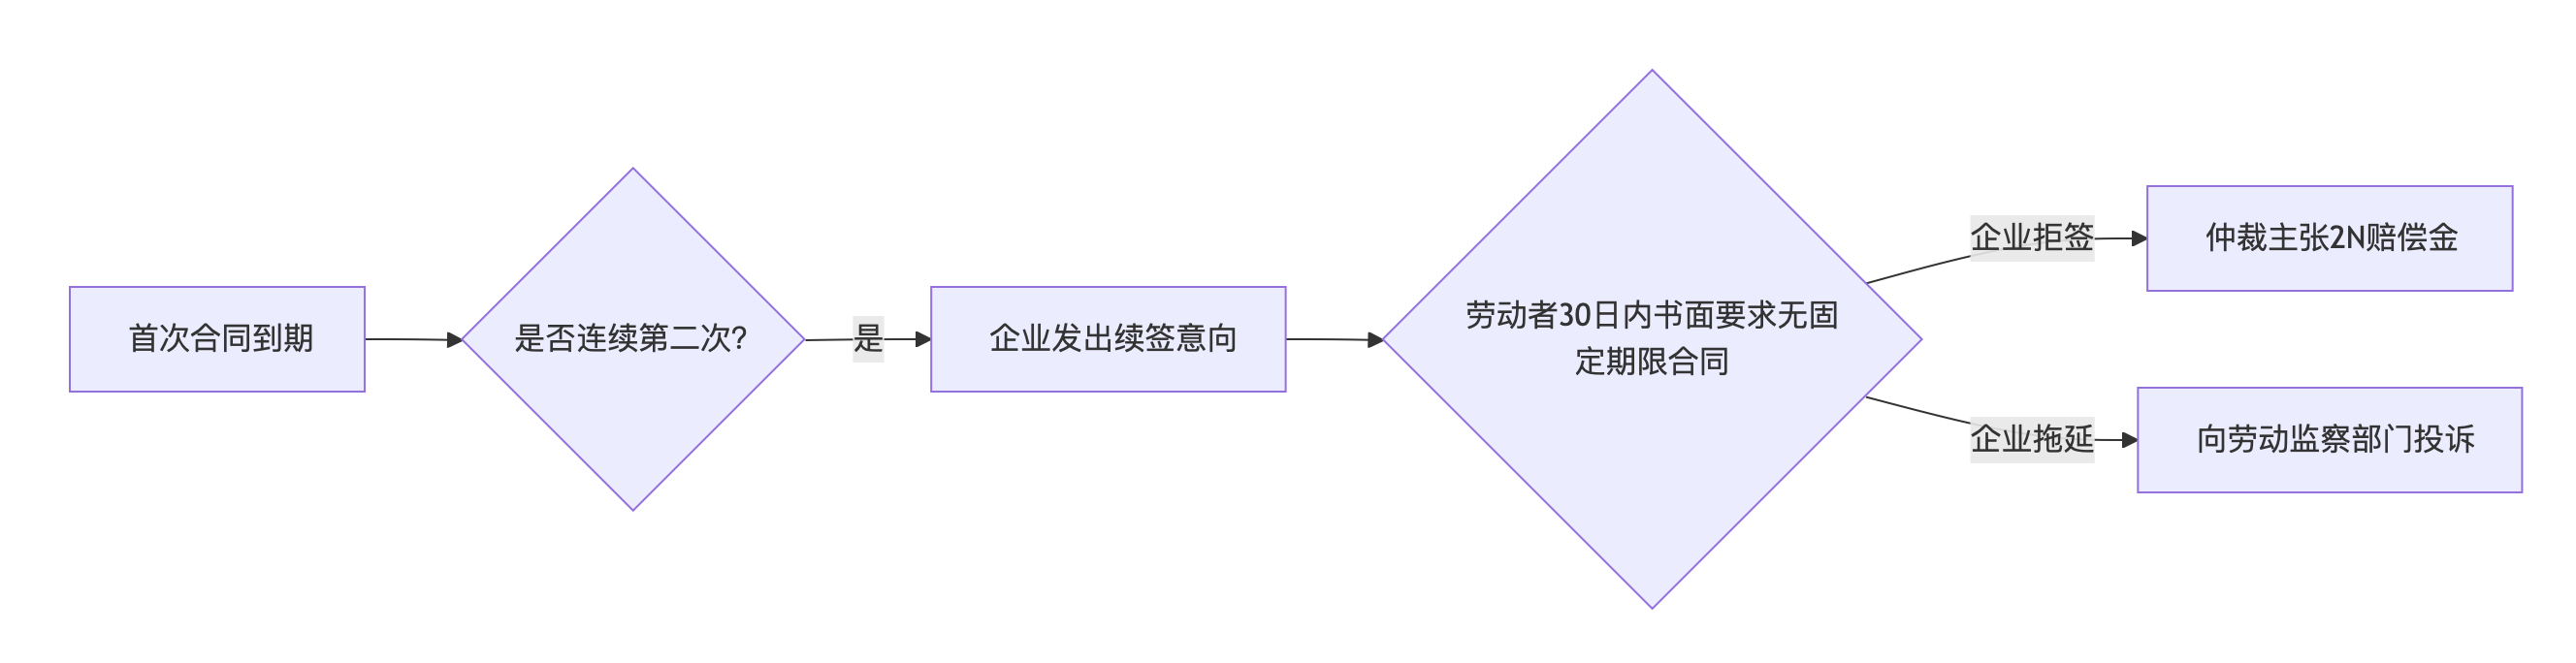 首次合同到期
是否连续第二次?
是
企业发出续签意向
劳动者30日内书面要求无固
定期限合同
企业拒签
仲裁主张2N赔偿金
企业拖延
向劳动监察部门投诉